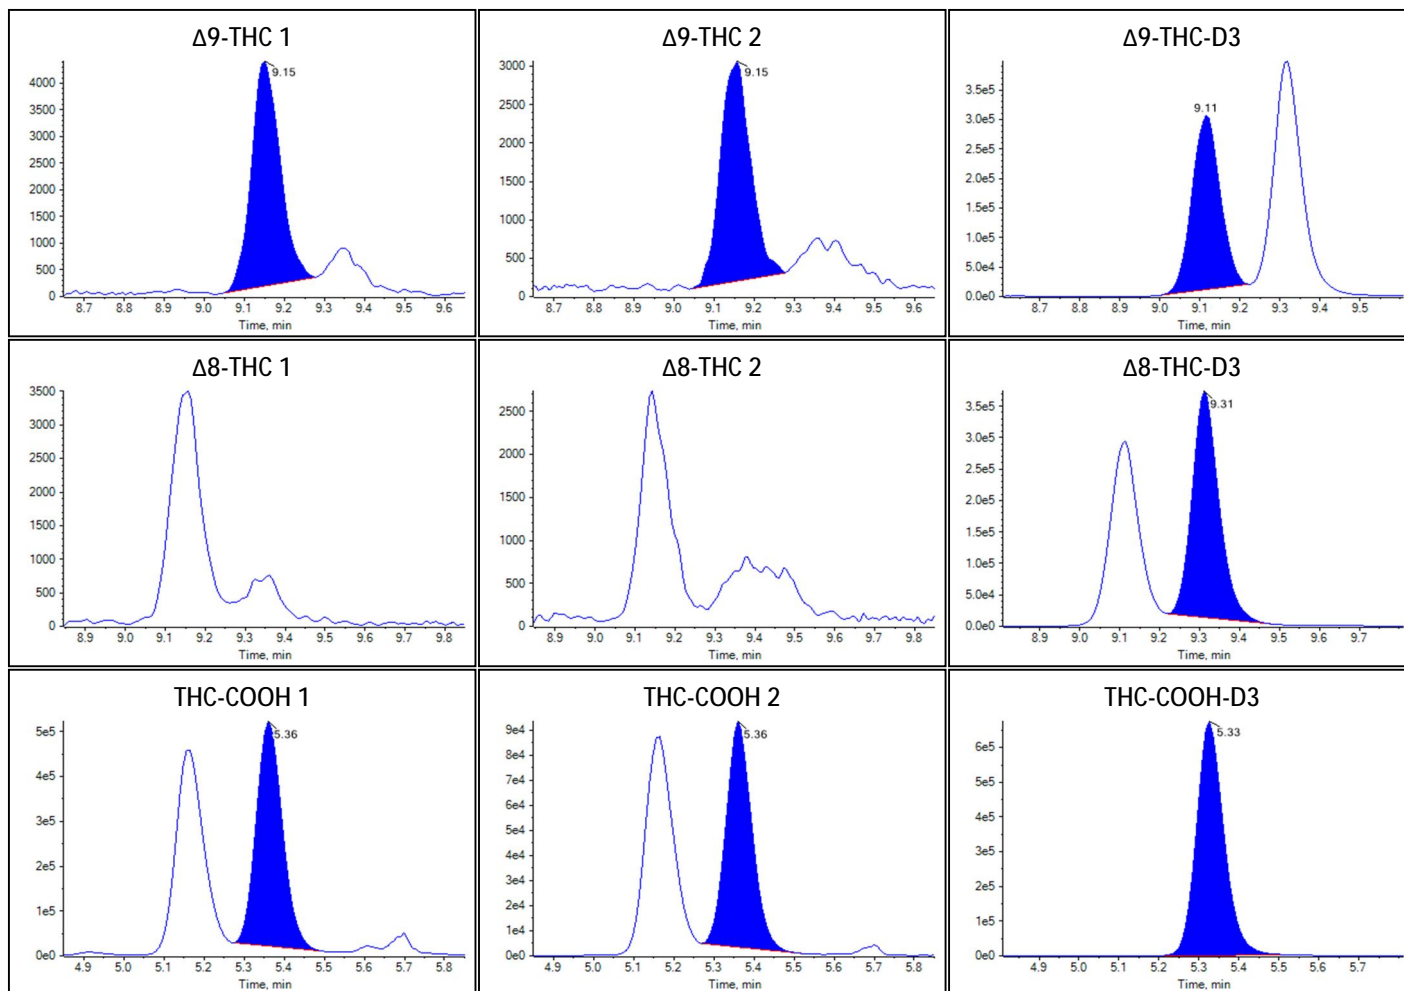 Δ9-THC 1
4000
3500
3000
2500
2000
1500
1000
500
0
9.15
8.7 8.8 8.9 9.0 9.1 9.2 9.3 9.4 9.5 9.6
Time, min
Δ9-THC 2
3000
2500
2000
1500
1000
500
0
9.15
8.7 8.8 8.9 9.0 9.1 9.2 9.3 9.4 9.5 9.6
Time, min
Δ9-THC-D3
3.5e5
3.0e5
2.5e5
2.0e5
1.5e5
1.0e5
5.0e4
0.0e0
9.11
8.7 8.8 8.9 9.0 9.1 9.2 9.3 9.4 9.5
Time, min
Δ8-THC 1
3500
3000
2500
2000
1500
1000
500
0
8.9 9.0 9.1 9.2 9.3 9.4 9.5 9.6 9.7 9.8
Time, min
Δ8-THC 2
2500
2000
1500
1000
500
0
8.9 9.0 9.1 9.2 9.3 9.4 9.5 9.6 9.7 9.8
Time, min
Δ8-THC-D3
3.5e5
3.0e5
2.5e5
2.0e5
1.5e5
1.0e5
5.0e4
0.0e0
9.31
8.9 9.0 9.1 9.2 9.3 9.4 9.5 9.6 9.7
Time, min
THC-COOH 1
5e5
4e5
3e5
2e5
1e5
0e0
5.36
4.9 5.0 5.1 5.2 5.3 5.4 5.5 5.6 5.7 5.8
Time, min
THC-COOH 2
9e4
8e4
7e4
6e4
5e4
4e4
3e4
2e4
1e4
0e0
5.36
4.9 5.0 5.1 5.2 5.3 5.4 5.5 5.6 5.7 5.8
Time, min
THC-COOH-D3
6e5
5e5
4e5
3e5
2e5
1e5
0e0
5.33
4.9 5.0 5.1 5.2 5.3 5.4 5.5 5.6 5.7
Time, min